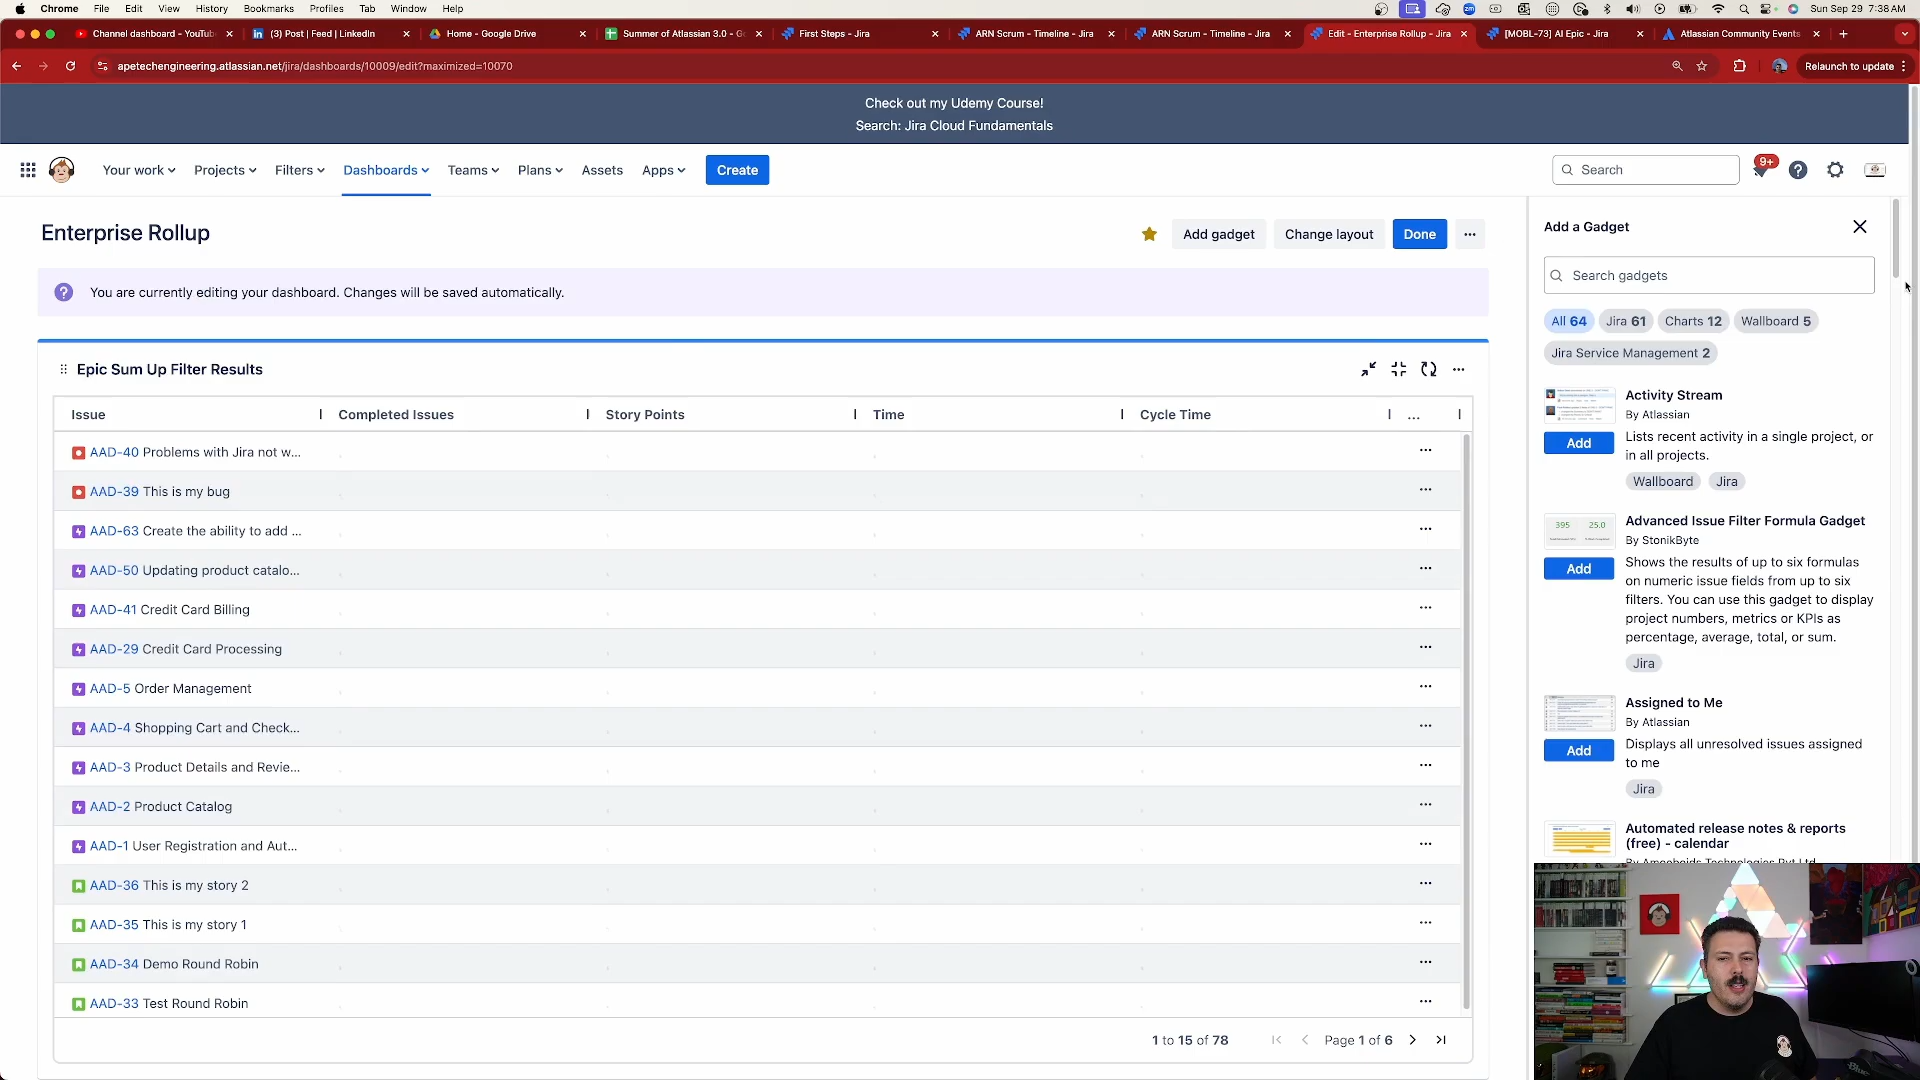 Chrome File Edit View History Bookmarks Profiles Tab Window Help
zm
Sun Sep 29 7:38 AM
Channel dashboard - YouTub
(3) Post | Feed | LinkedIn
Home - Google Drive
Summer of Atlassian 3.0 - G
First Steps - Jira
ARN Scrum - Timeline - Jira
ARN Scrum - Timeline - Jira
Edit - Enterprise Rollup - Jira
[MOBL-73] AI Epic - Jira
Atlassian Community Events
apetechengineering.atlassian.net/jira/dashboards/10009/edit?maximized=10070
Relaunch to update
Check out my Udemy Course!
Search: Jira Cloud Fundamentals
Your work Projects Filters Dashboards Teams Plans Assets Apps Create
Search
9+
Enterprise Rollup
Add gadget Change layout Done
You are currently editing your dashboard. Changes will be saved automatically.
Epic Sum Up Filter Results
Issue Completed Issues Story Points Time Cycle Time ...
AAD-40 Problems with Jira not w...
AAD-39 This is my bug
AAD-63 Create the ability to add ...
AAD-50 Updating product catalo...
AAD-41 Credit Card Billing
AAD-29 Credit Card Processing
AAD-5 Order Management
AAD-4 Shopping Cart and Check...
AAD-3 Product Details and Revie...
AAD-2 Product Catalog
AAD-1 User Registration and Aut...
AAD-36 This is my story 2
AAD-35 This is my story 1
AAD-34 Demo Round Robin
AAD-33 Test Round Robin
1 to 15 of 78 Page 1 of 6
Add a Gadget
Search gadgets
All 64 Jira 61 Charts 12 Wallboard 5
Jira Service Management 2
Activity Stream
By Atlassian
Add
Lists recent activity in a single project, or
in all projects.
Wallboard Jira
395 25.0
Advanced Issue Filter Formula Gadget
By StonikByte
Add
Shows the results of up to six formulas
on numeric issue fields from up to six
filters. You can use this gadget to display
project numbers, metrics or KPIs as
percentage, average, total, or sum.
Jira
Assigned to Me
By Atlassian
Add
Displays all unresolved issues assigned
to me
Jira
Automated release notes & reports
(free) - calendar
By Amoeboids Technologies Pvt Ltd